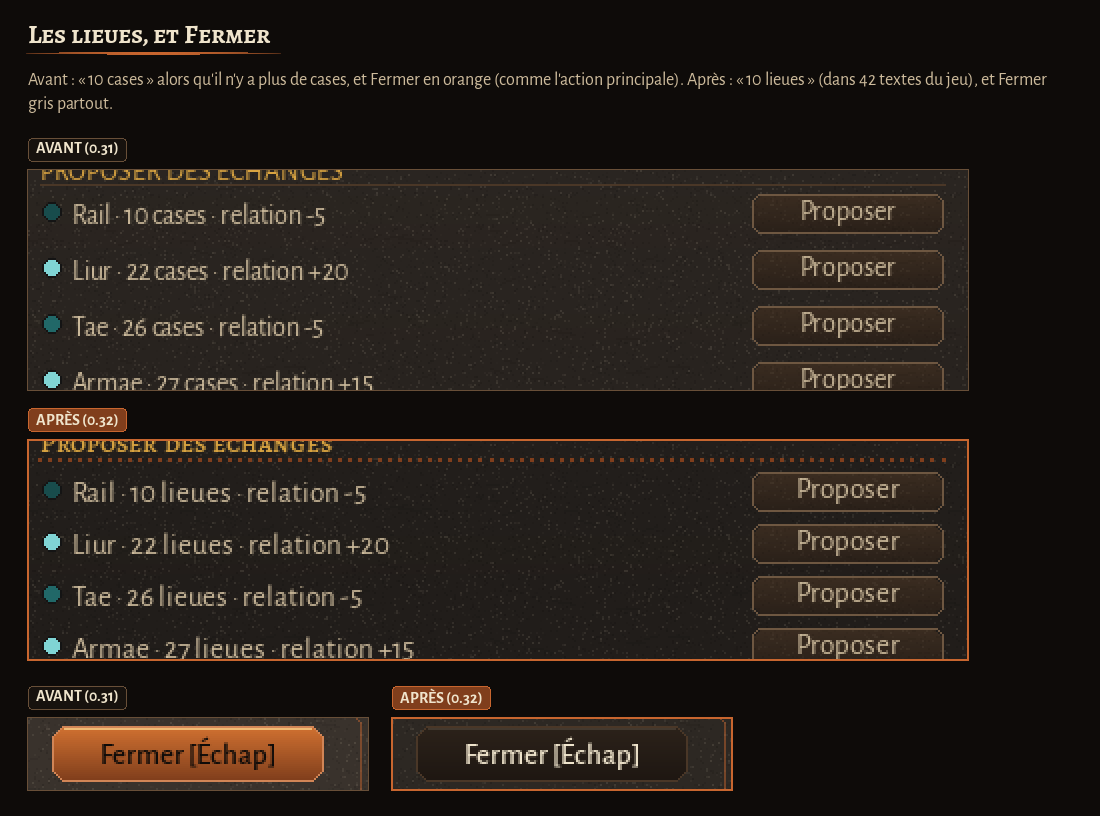 Les lieues, et Fermer
Avant : « 10 cases » alors qu'il n'y a plus de cases, et Fermer en orange (comme l'action principale). Après : « 10 lieues » (dans 42 textes du jeu), et Fermer
gris partout.
AVANT (0.31)
PROPOSER DES ÉCHANGES
Rail · 10 cases · relation -5 Proposer
Liur · 22 cases · relation +20 Proposer
Tae · 26 cases · relation -5 Proposer
Armae · 27 cases · relation +15 Proposer
APRÈS (0.32)
PROPOSER DES ÉCHANGES
Rail · 10 lieues · relation -5 Proposer
Liur · 22 lieues · relation +20 Proposer
Tae · 26 lieues · relation -5 Proposer
Armae · 27 lieues · relation +15 Proposer
AVANT (0.31) APRÈS (0.32)
Fermer [Échap] Fermer [Échap]